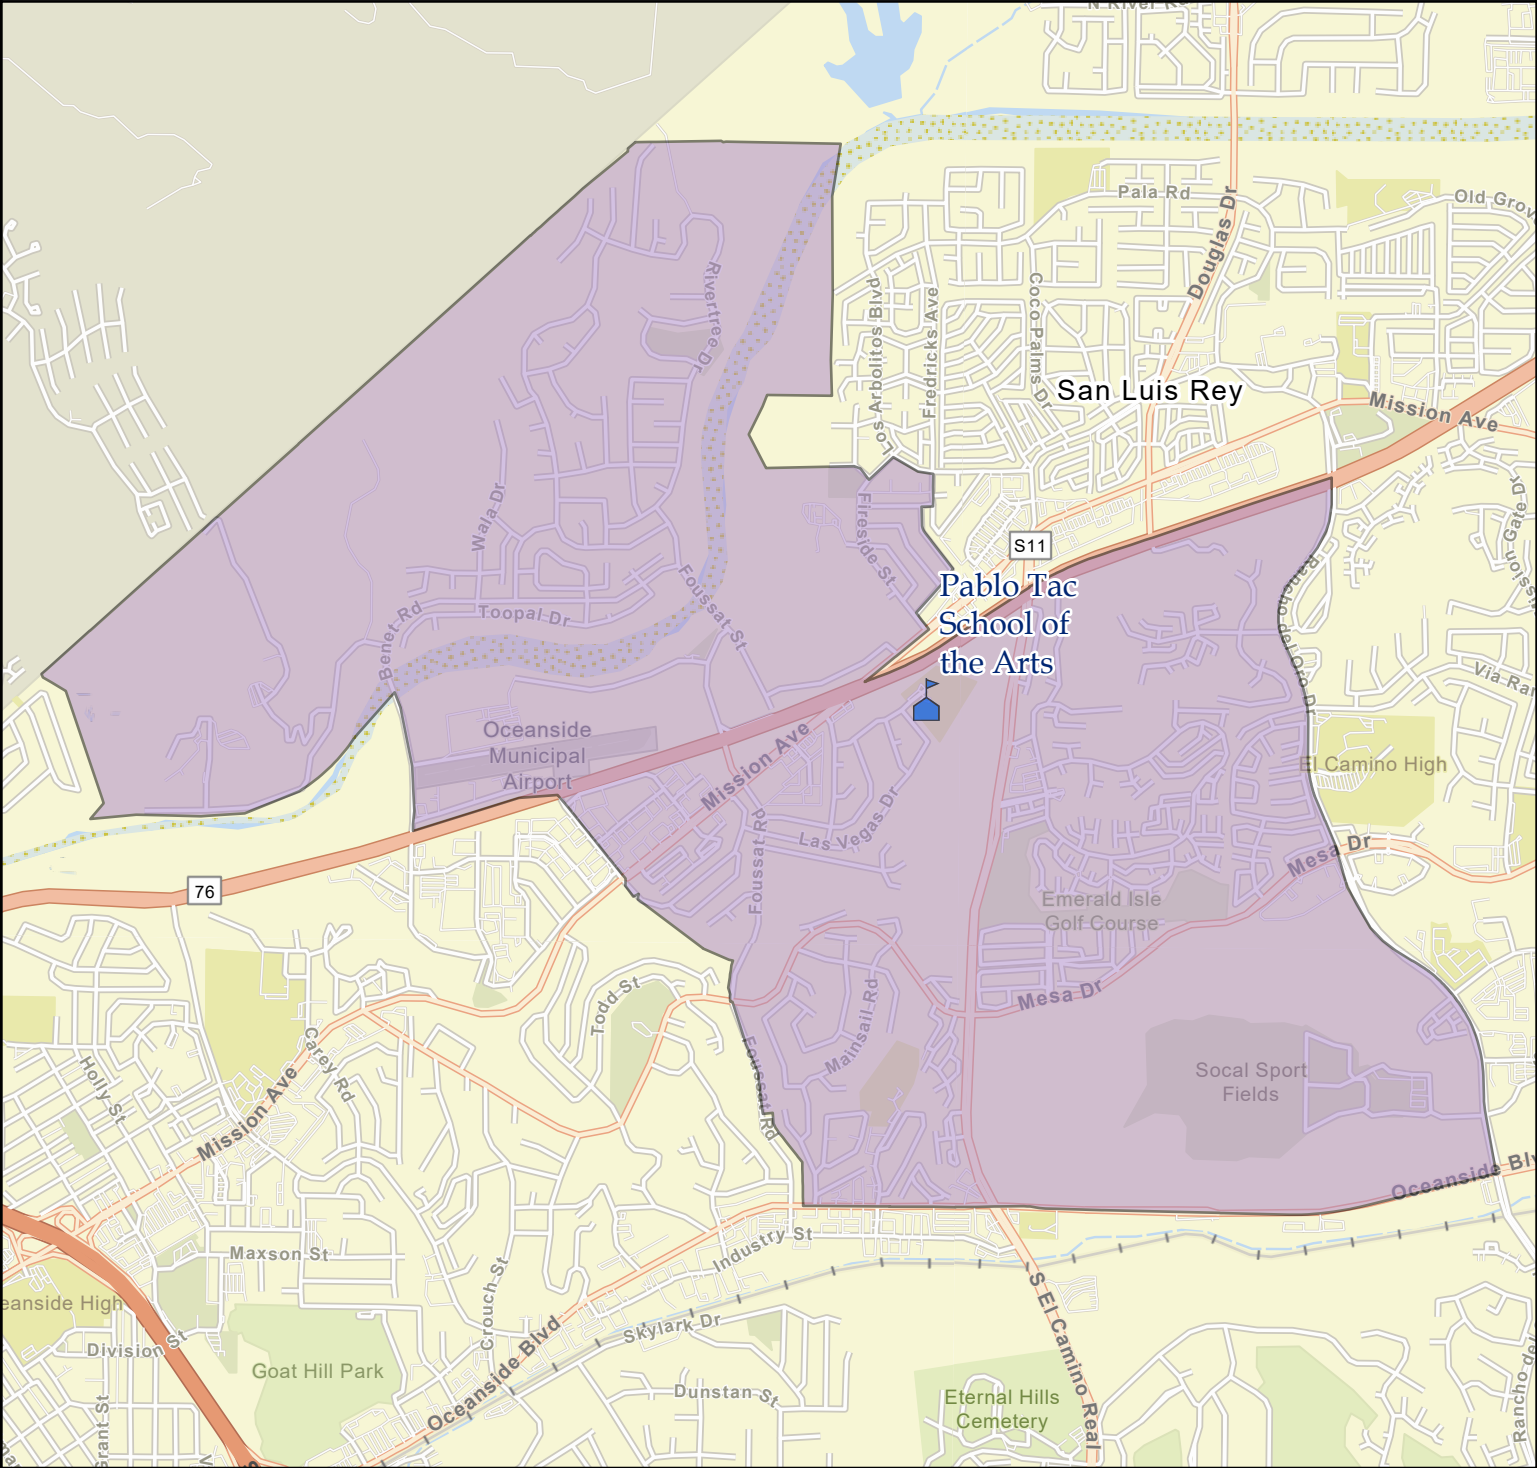 Pala Rd
Old Grov
Douglas Dr
Rivertree Dr
Los Arbolitos Blvd
Fredricks Ave
Coco Palms Dr
San Luis Rey
Mission Ave
Wala Dr
Fireside St
S11
Pablo Tac
School of
the Arts
Foussat St
Toopal Dr
Benet Rd
Rancho del Oro Dr
Via Ran
Oceanside
Municipal
Airport
Mission Ave
El Camino High
Las Vegas Dr
Foussat Rd
Mesa Dr
76
Emerald Isle
Golf Course
Todd St
Mesa Dr
Mainsail Rd
Carey Rd
Holly St
Mission Ave
Foussat Rd
Socal Sport
Fields
Oceanside Blv
Maxson St
Industry St
Crouch St
S El Camino Real
eanside High
Division St
Goat Hill Park
Skylark Dr
Oceanside Blvd
Dunstan St
Eternal Hills
Cemetery
Grant St
Rancho del